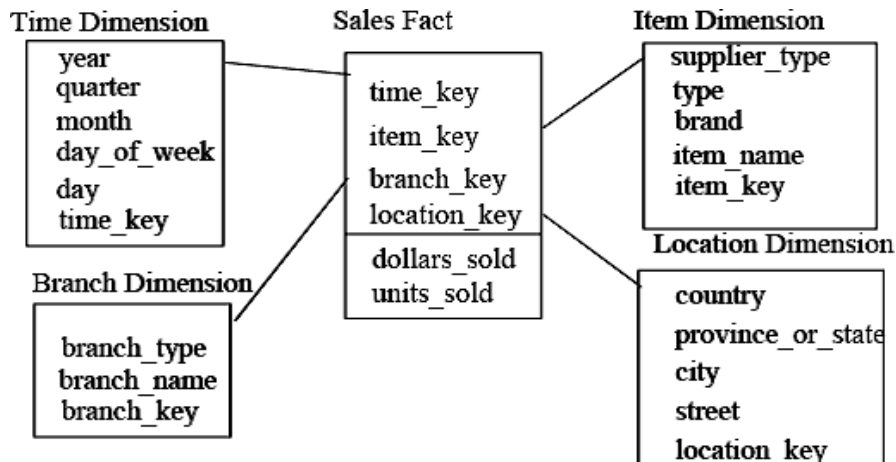 Time Dimension
year
quarter
month
day_of_week
day
time_key
Sales Fact
time_key
item_key
branch_key
location_key
dollars_sold
units_sold
Item Dimension
supplier_type
type
brand
item_name
item_key
Branch Dimension
branch_type
branch_name
branch_key
Location Dimension
country
province_or_state
city
street
location_key